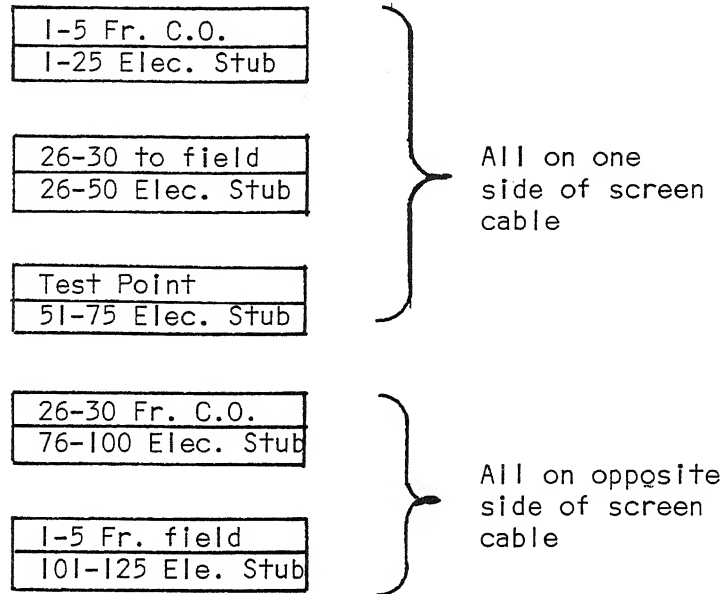 1-5 Fr. C.O.
1-25 Elec. Stub
26-30 to field
26-50 Elec. Stub
Test Point
51-75 Elec. Stub
All on one
side of screen
cable
26-30 Fr. C.O.
76-100 Elec. Stub
1-5 Fr. field
101-125 Ele. Stub
All on opposite
side of screen
cable